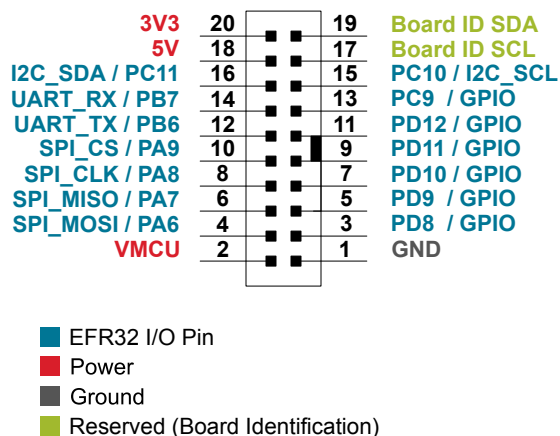 3V3 20 19 Board ID SDA
5V 18 17 Board ID SCL
I2C_SDA / PC11 16 15 PC10 / I2C_SCL
UART_RX / PB7 14 13 PC9 / GPIO
UART_TX / PB6 12 11 PD12 / GPIO
SPI_CS / PA9 10 9 PD11 / GPIO
SPI_CLK / PA8 8 7 PD10 / GPIO
SPI_MISO / PA7 6 5 PD9 / GPIO
SPI_MOSI / PA6 4 3 PD8 / GPIO
VMCU 2 1 GND
EFR32 I/O Pin
Power
Ground
Reserved (Board Identification)